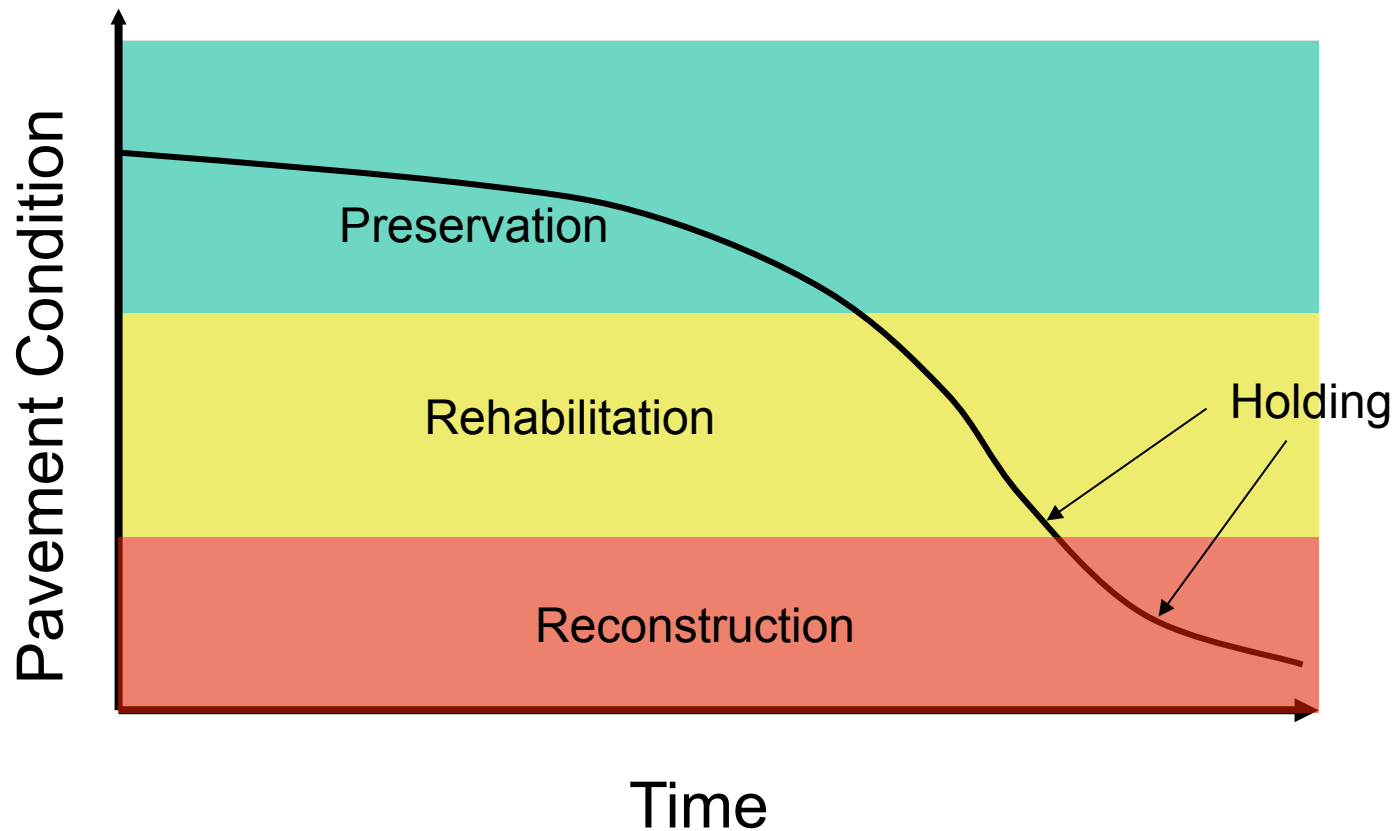 Pavement Condition
Preservation
Rehabilitation
Holding
Reconstruction
Time